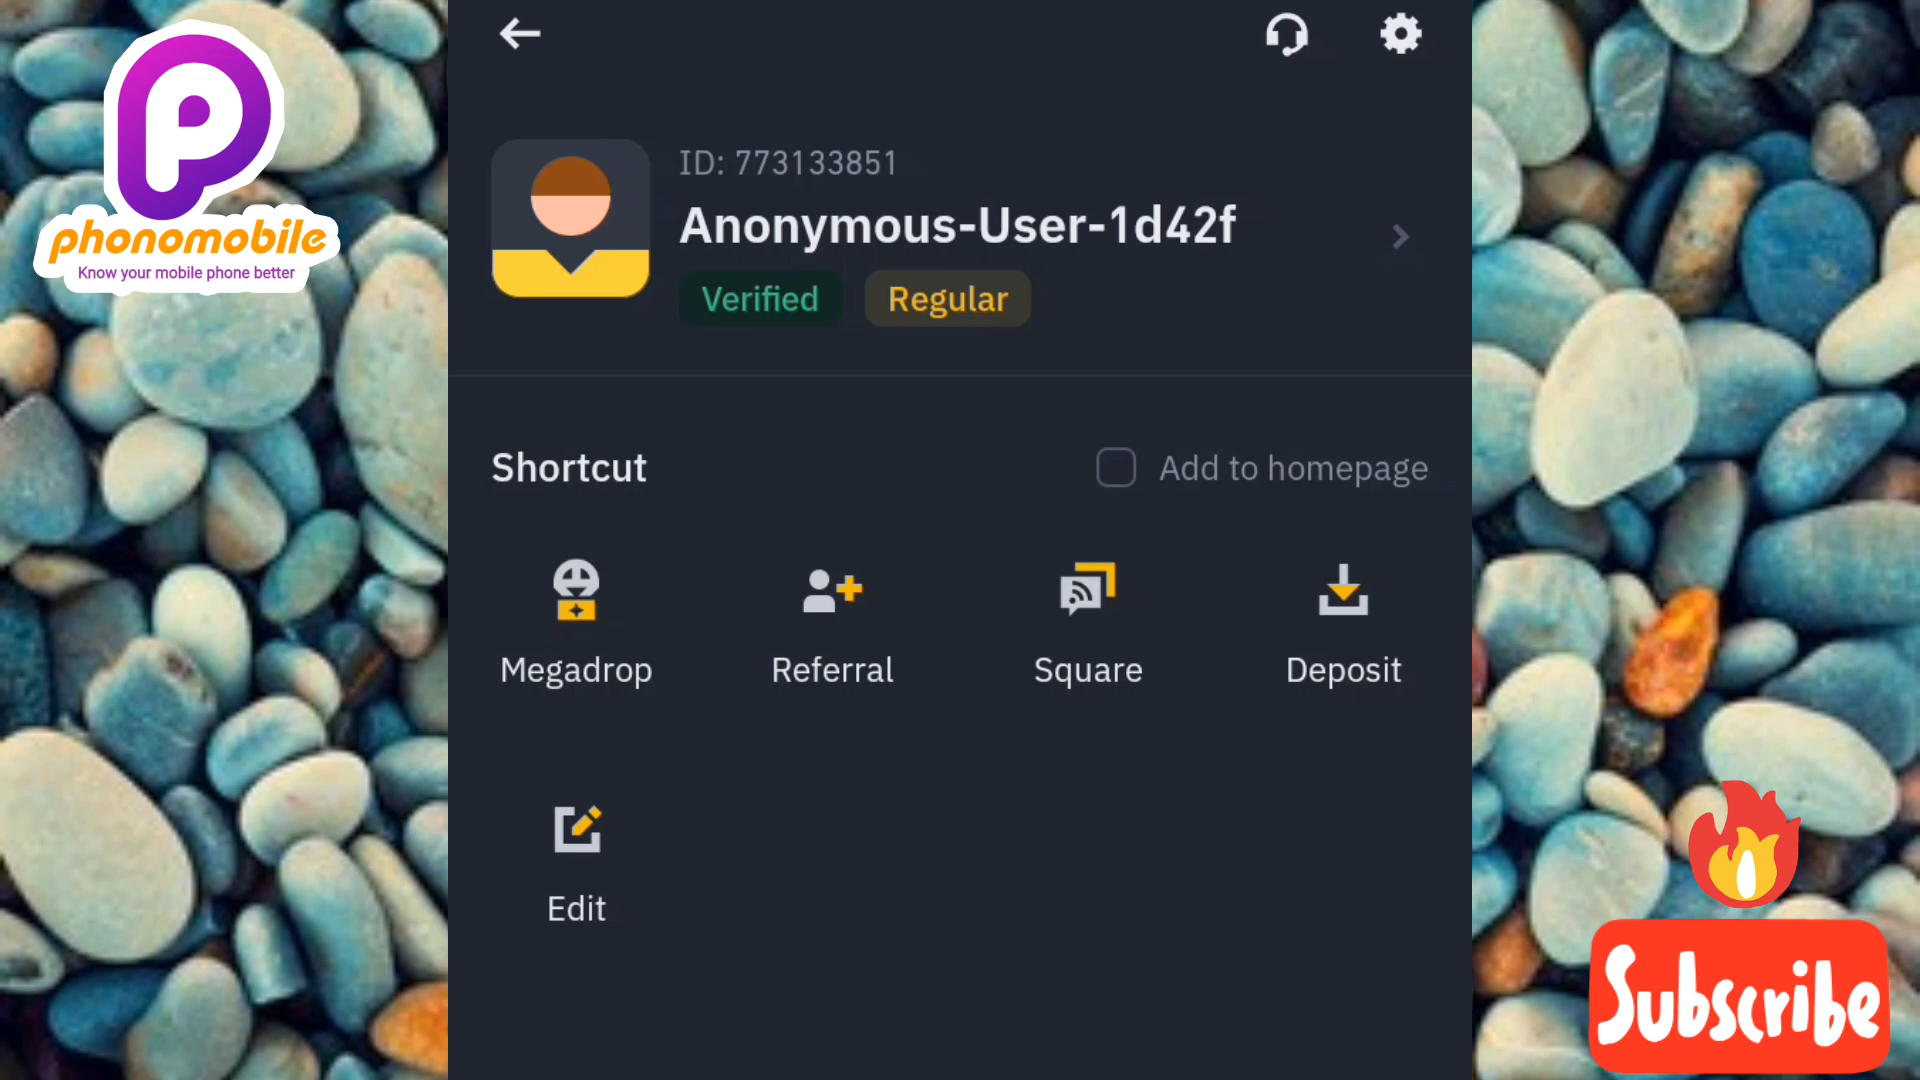 phonomobile
Know your mobile phone better
ID: 773133851
Anonymous-User-1d42f
Verified Regular
Shortcut Add to homepage
Megadrop Referral Square Deposit
Edit
Subscribe